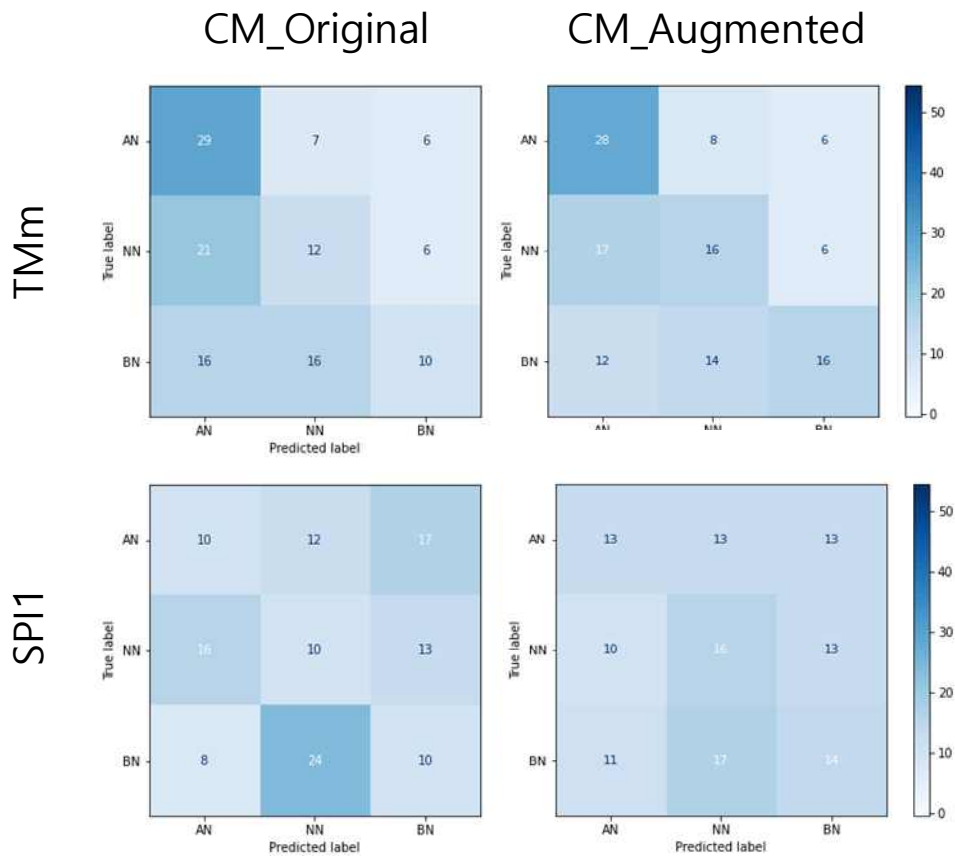 CM_Original CM_Augmented
TMm
True label
AN 29 7 6
NN 21 12 6
BN 16 16 10
AN NN BN
Predicted label
True label
AN 28 8 6
NN 17 16 6
BN 12 14 16
AN NN BN
50
40
30
20
10
0
SPI1
True label
AN 10 12 17
NN 16 10 13
BN 8 24 10
AN NN BN
Predicted label
True label
AN 13 13 13
NN 10 16 13
BN 11 17 14
AN NN BN
Predicted label
50
40
30
20
10
0